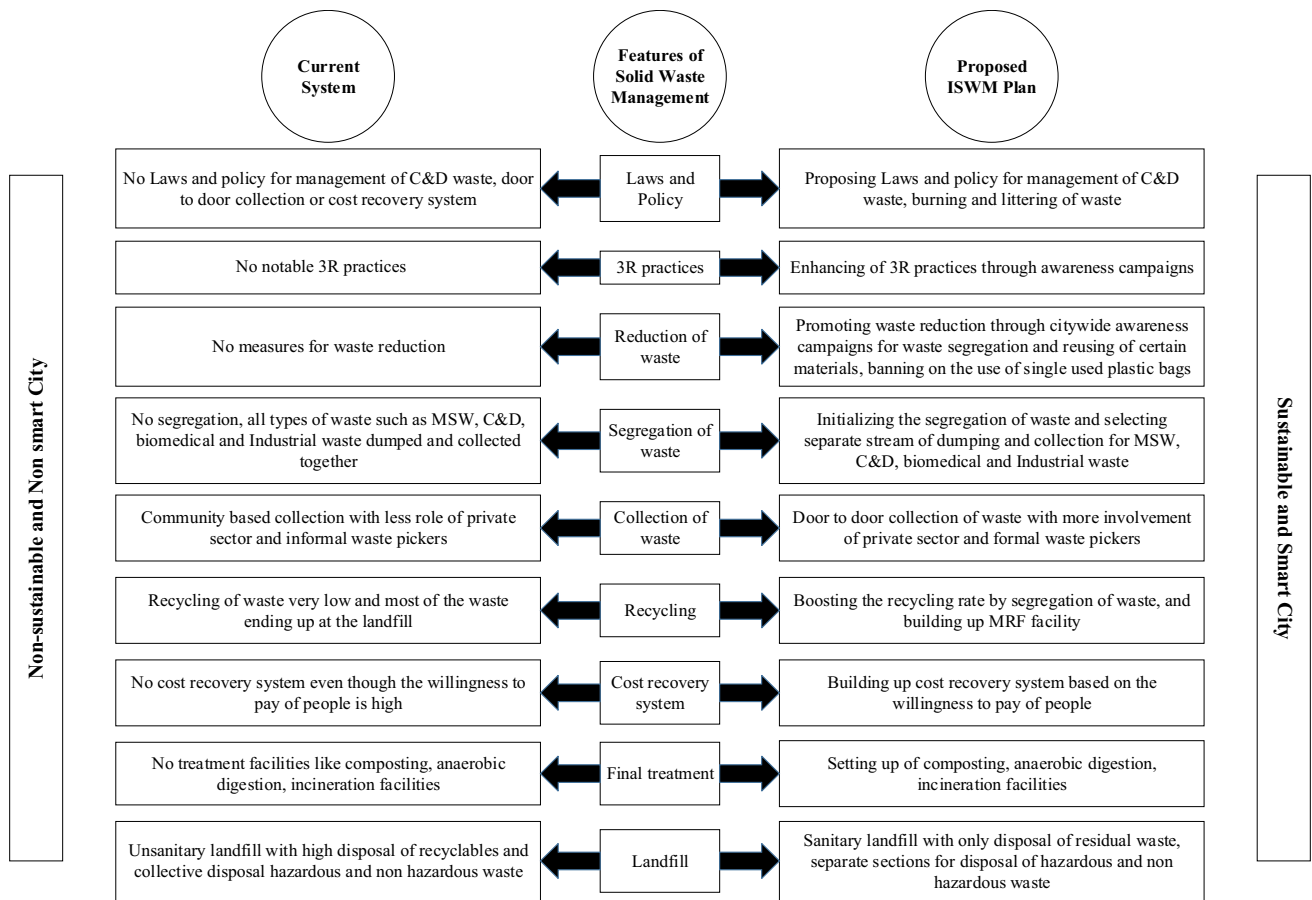 Current
System
Features of
Solid Waste
Management
Proposed
ISWM Plan
Non-sustainable and Non smart City
No Laws and policy for management of C&D waste, door
to door collection or cost recovery system
Laws and
Policy
Proposing Laws and policy for management of C&D
waste, burning and littering of waste
No notable 3R practices
3R practices
Enhancing of 3R practices through awareness campaigns
No measures for waste reduction
Reduction of
waste
Promoting waste reduction through citywide awareness
campaigns for waste segregation and reusing of certain
materials, banning on the use of single used plastic bags
No segregation, all types of waste such as MSW, C&D,
biomedical and Industrial waste dumped and collected
together
Segregation of
waste
Initializing the segregation of waste and selecting
separate stream of dumping and collection for MSW,
C&D, biomedical and Industrial waste
Community based collection with less role of private
sector and informal waste pickers
Collection of
waste
Door to door collection of waste with more involvement
of private sector and formal waste pickers
Recycling of waste very low and most of the waste
ending up at the landfill
Recycling
Boosting the recycling rate by segregation of waste, and
building up MRF facility
No cost recovery system even though the willingness to
pay of people is high
Cost recovery
system
Building up cost recovery system based on the
willingness to pay of people
No treatment facilities like composting, anaerobic
digestion, incineration facilities
Final treatment
Setting up of composting, anaerobic digestion,
incineration facilities
Unsanitary landfill with high disposal of recyclables and
collective disposal hazardous and non hazardous waste
Landfill
Sanitary landfill with only disposal of residual waste,
separate sections for disposal of hazardous and non
hazardous waste
Sustainable and Smart City